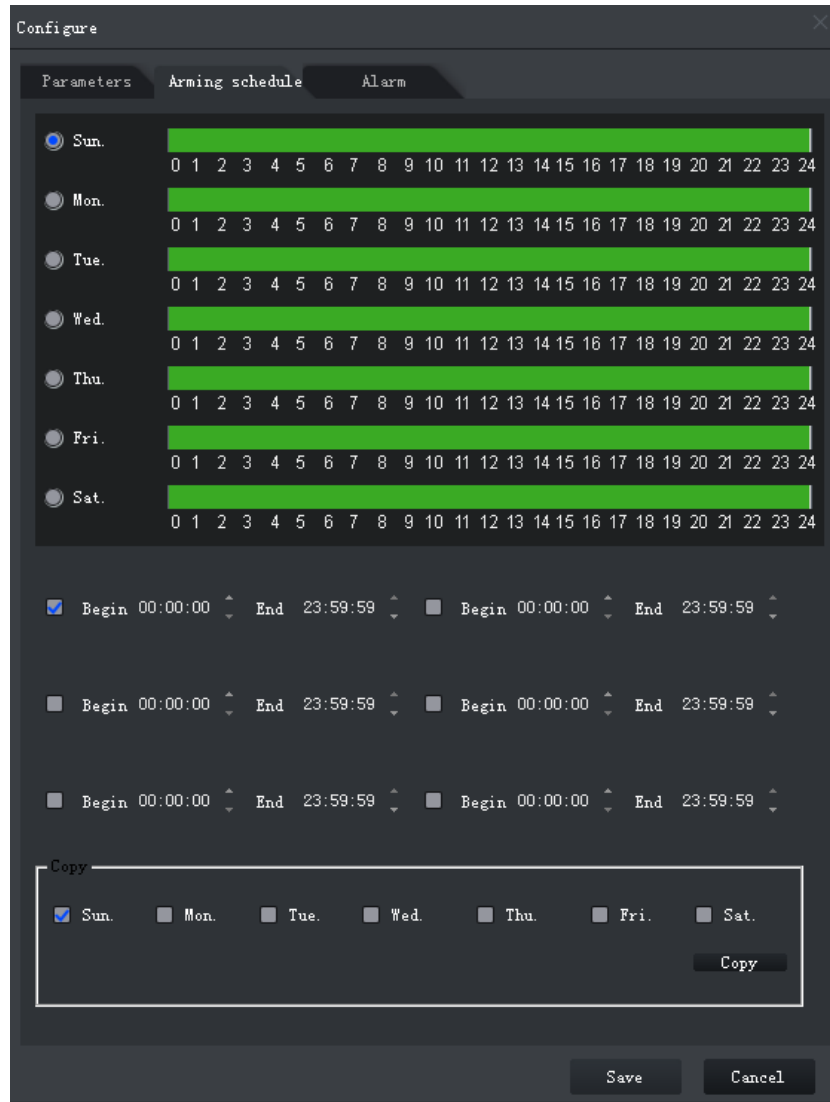 Configure
Parameters Arming schedule Alarm
Sun.
0 1 2 3 4 5 6 7 8 9 10 11 12 13 14 15 16 17 18 19 20 21 22 23 24
Mon.
0 1 2 3 4 5 6 7 8 9 10 11 12 13 14 15 16 17 18 19 20 21 22 23 24
Tue.
0 1 2 3 4 5 6 7 8 9 10 11 12 13 14 15 16 17 18 19 20 21 22 23 24
Wed.
0 1 2 3 4 5 6 7 8 9 10 11 12 13 14 15 16 17 18 19 20 21 22 23 24
Thu.
0 1 2 3 4 5 6 7 8 9 10 11 12 13 14 15 16 17 18 19 20 21 22 23 24
Fri.
0 1 2 3 4 5 6 7 8 9 10 11 12 13 14 15 16 17 18 19 20 21 22 23 24
Sat.
0 1 2 3 4 5 6 7 8 9 10 11 12 13 14 15 16 17 18 19 20 21 22 23 24
Begin 00:00:00 End 23:59:59 Begin 00:00:00 End 23:59:59
Begin 00:00:00 End 23:59:59 Begin 00:00:00 End 23:59:59
Begin 00:00:00 End 23:59:59 Begin 00:00:00 End 23:59:59
Copy
Sun. Mon. Tue. Wed. Thu. Fri. Sat.
Copy
Save Cancel